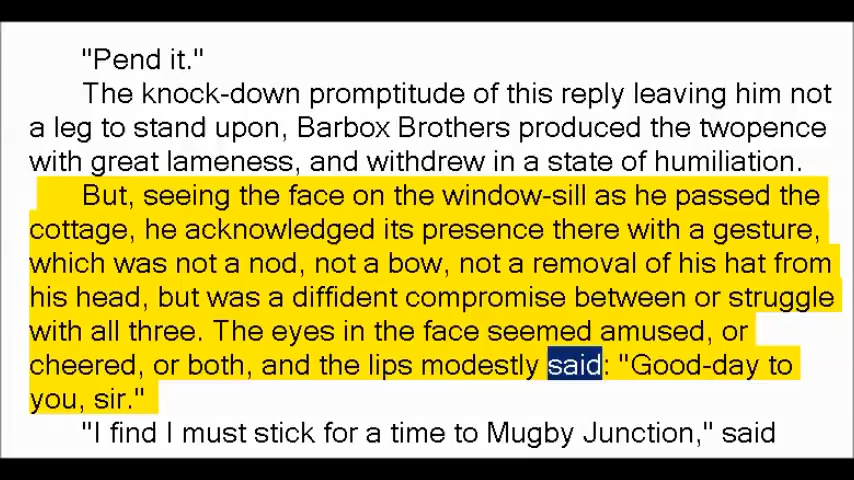 "Pend it."
The knock-down promptitude of this reply leaving him not
a leg to stand upon, Barbox Brothers produced the twopence
with great lameness, and withdrew in a state of humiliation.
But, seeing the face on the window-sill as he passed the
cottage, he acknowledged its presence there with a gesture,
which was not a nod, not a bow, not a removal of his hat from
his head, but was a diffident compromise between or struggle
with all three. The eyes in the face seemed amused, or
cheered, or both, and the lips modestly said: "Good-day to
you, sir."
"I find I must stick for a time to Mugby Junction," said